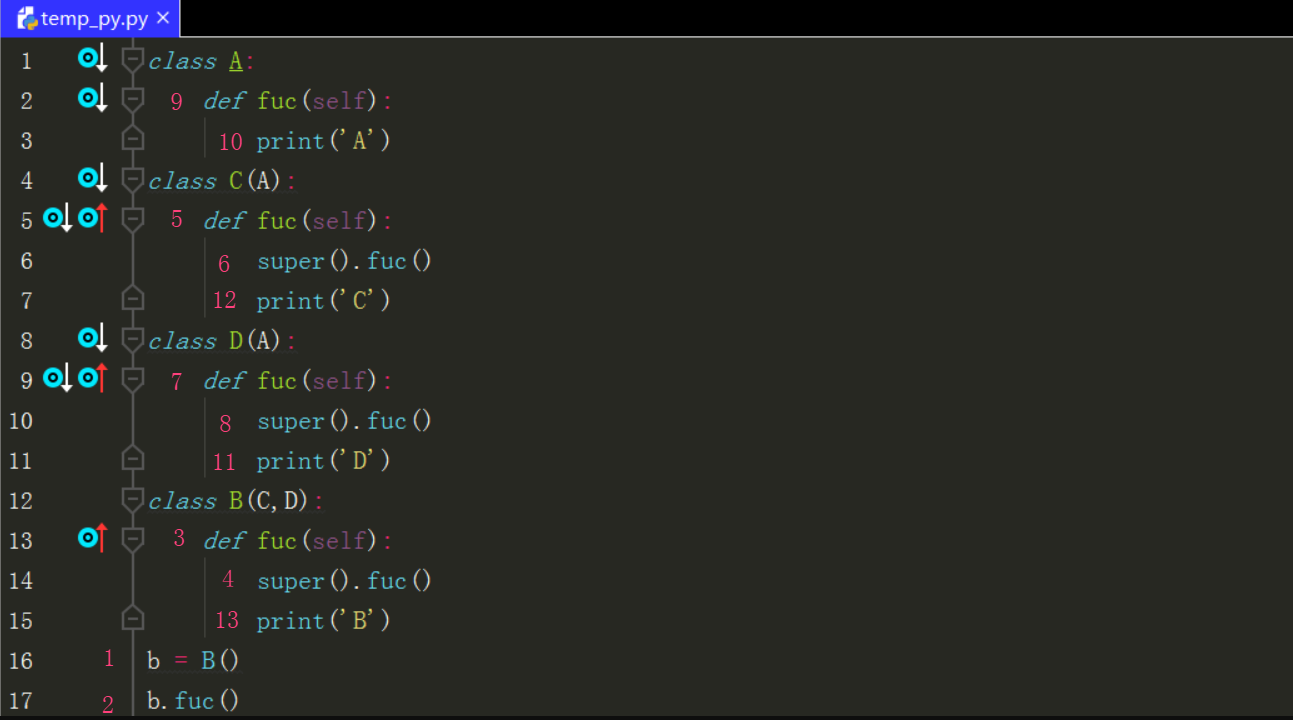 temp_py.py ×
1 class A:
2 9 def fuc(self):
3 10 print('A')
4 class C(A):
5 5 def fuc(self):
6 6 super().fuc()
7 12 print('C')
8 class D(A):
9 7 def fuc(self):
10 8 super().fuc()
11 11 print('D')
12 class B(C,D):
13 3 def fuc(self):
14 4 super().fuc()
15 13 print('B')
16 1 b = B()
17 2 b.fuc()